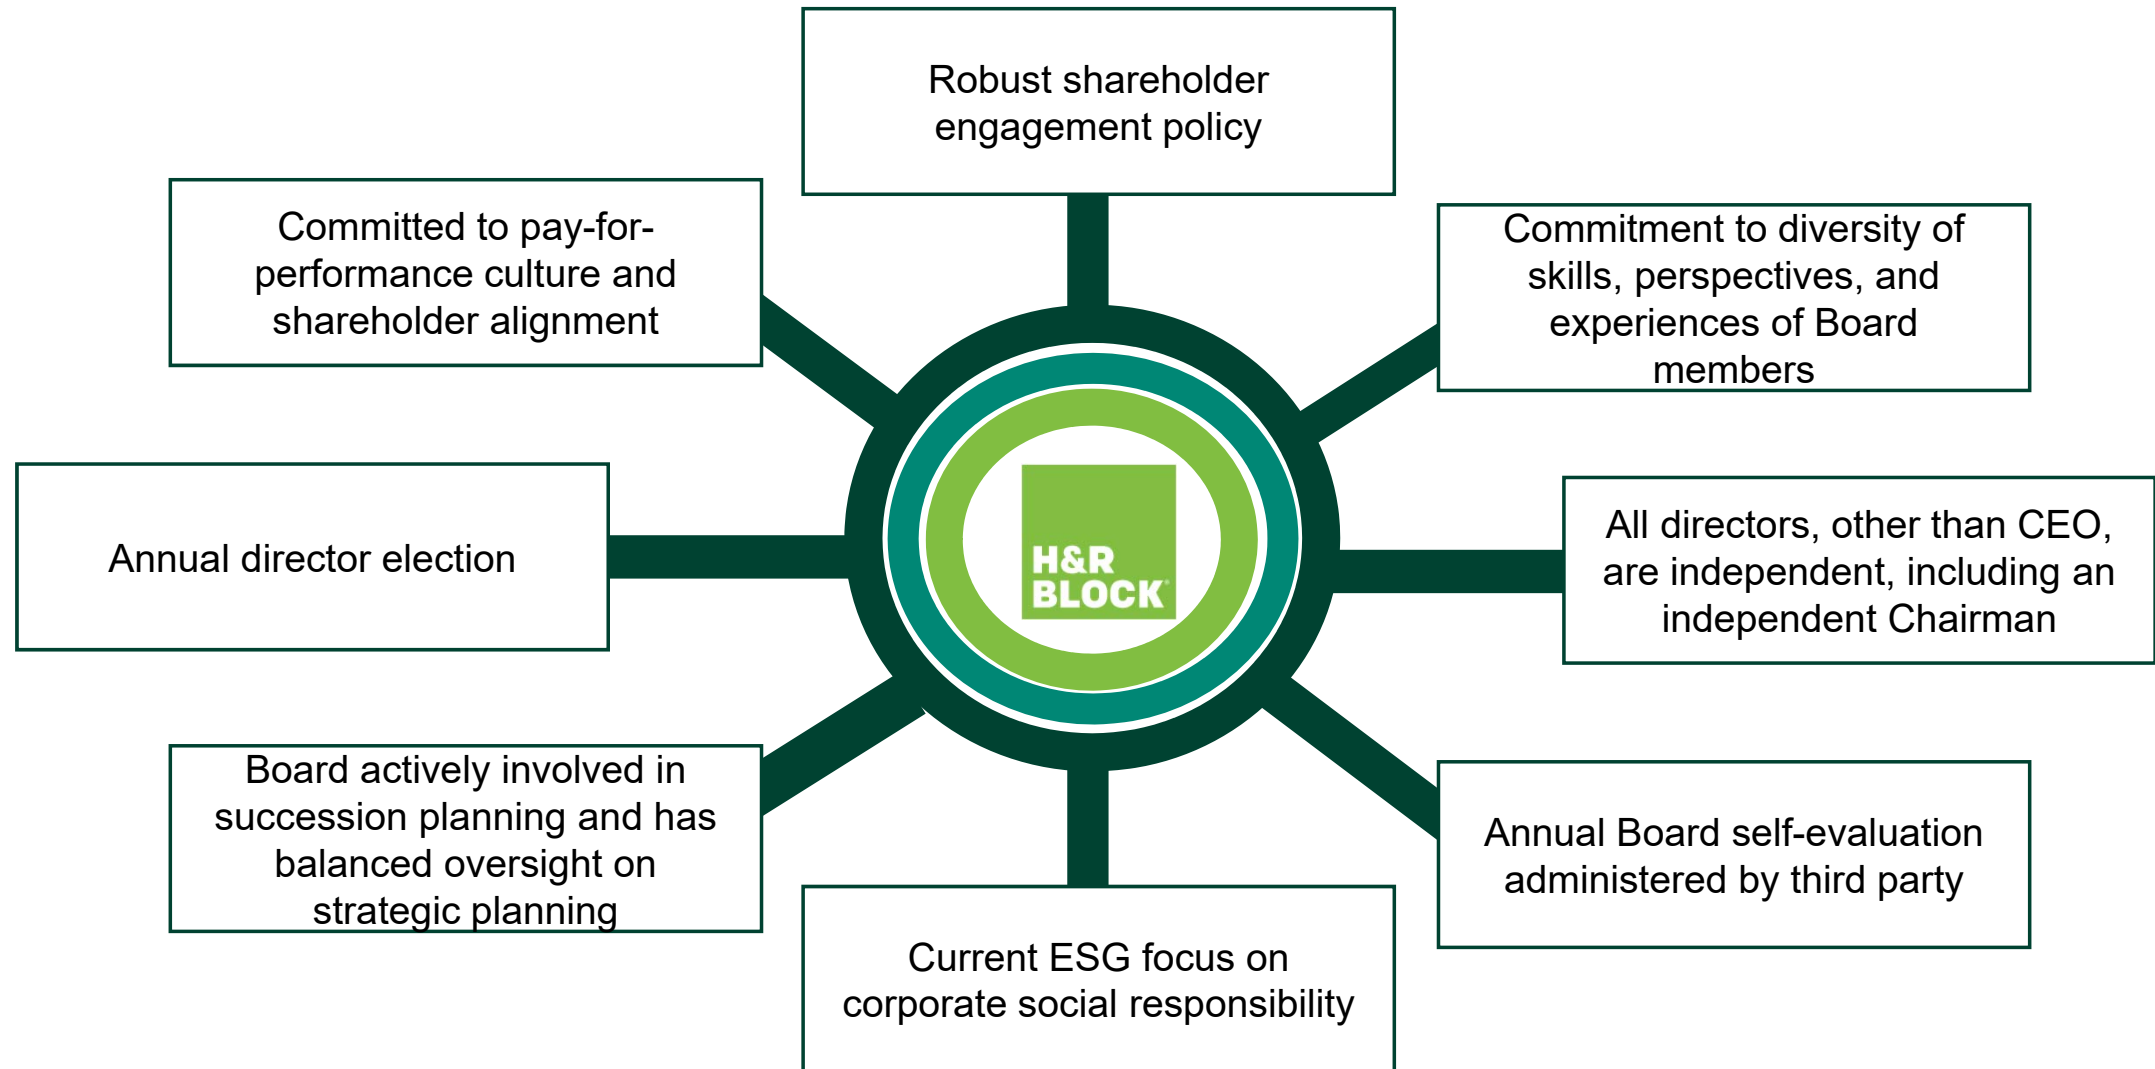 Robust shareholder
engagement policy
Committed to pay-for-
performance culture and
shareholder alignment
Commitment to diversity of
skills, perspectives, and
experiences of Board
members
Annual director election
H&R
BLOCK
All directors, other than CEO,
are independent, including an
independent Chairman
Board actively involved in
succession planning and has
balanced oversight on
strategic planning
Annual Board self-evaluation
administered by third party
Current ESG focus on
corporate social responsibility